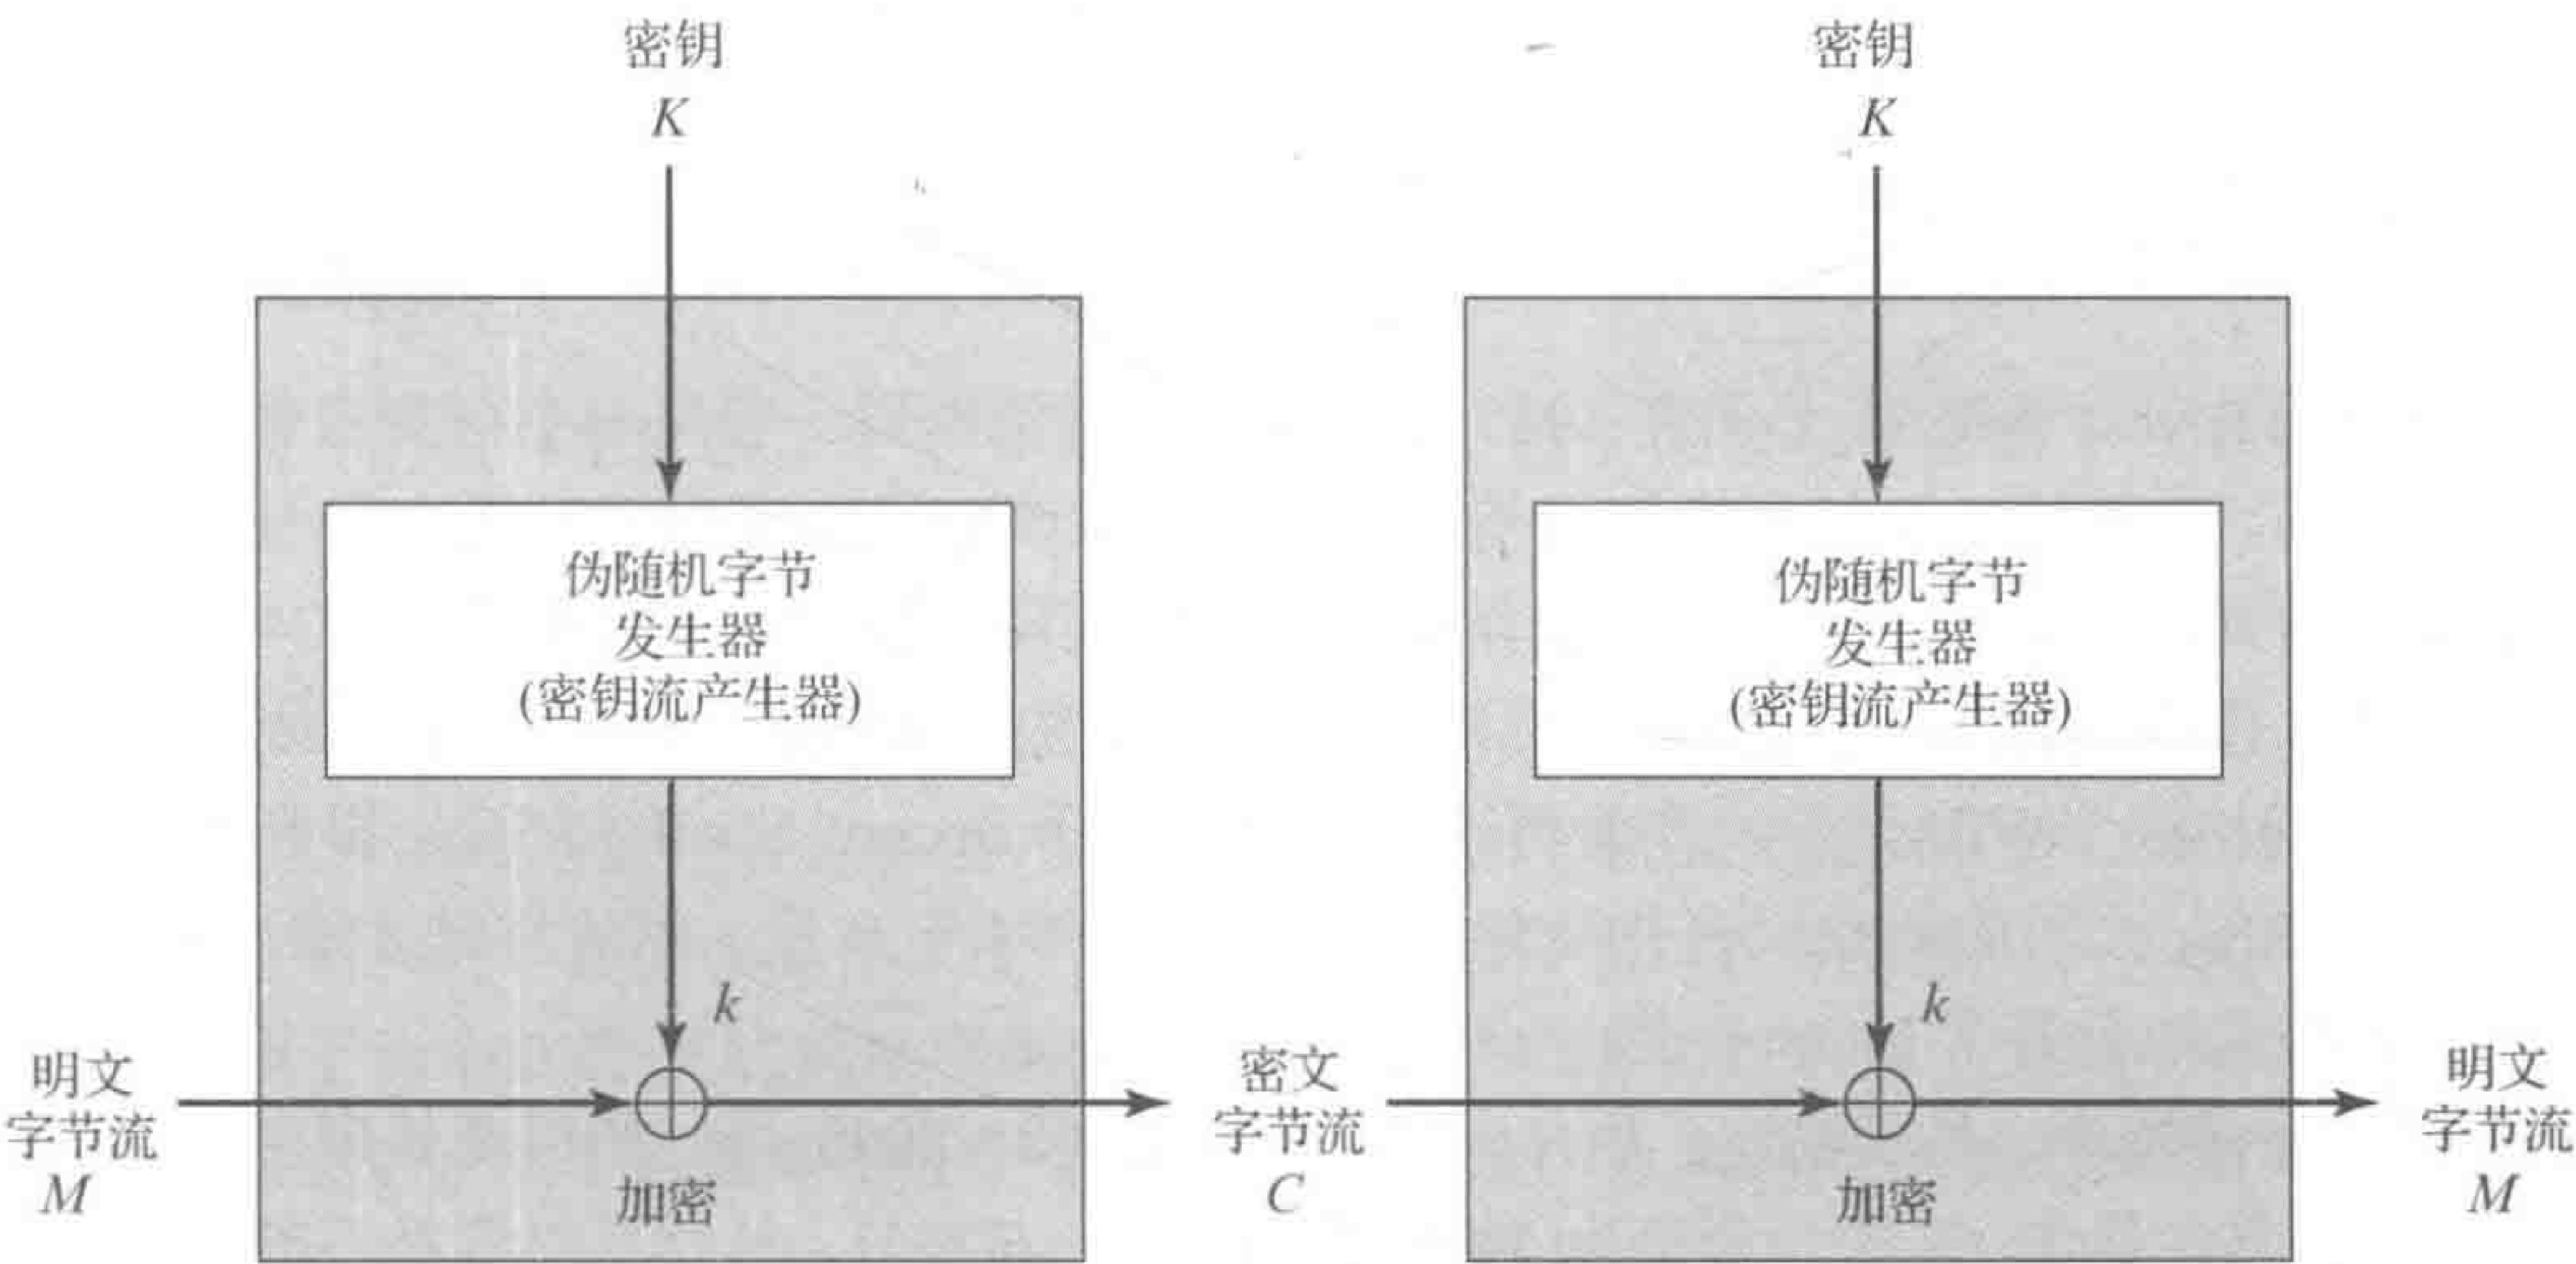 密钥
K
伪随机字节
发生器
(密钥流产生器)
k
明文
字节流
M
加密
密文
字节流
C
密钥
K
伪随机字节
发生器
(密钥流产生器)
k
加密
明文
字节流
M